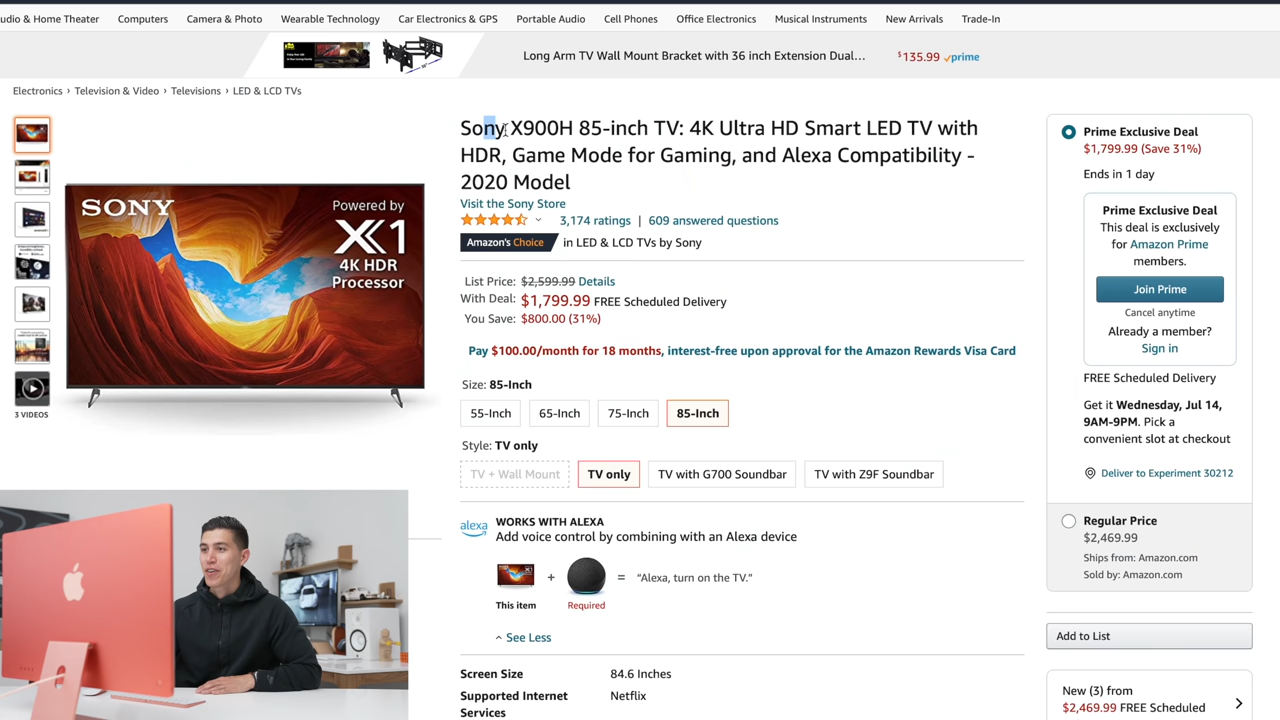 udio & Home Theater
Computers
Camera & Photo
Wearable Technology
Car Electronics & GPS
Portable Audio
Cell Phones
Office Electronics
Musical Instruments
New Arrivals
Trade-In
Long Arm TV Wall Mount Bracket with 36 inch Extension Dual...
$135.99 prime
Electronics › Television & Video › Televisions › LED & LCD TVs
Sony X900H 85-inch TV: 4K Ultra HD Smart LED TV with
HDR, Game Mode for Gaming, and Alexa Compatibility -
2020 Model
Visit the Sony Store
3,174 ratings | 609 answered questions
Amazon's Choice in LED & LCD TVs by Sony
SONY
Powered by
X1
4K HDR
Processor
3 VIDEOS
List Price: $2,599.99 Details
With Deal: $1,799.99 FREE Scheduled Delivery
You Save: $800.00 (31%)
Pay $100.00/month for 18 months, interest-free upon approval for the Amazon Rewards Visa Card
Size: 85-Inch
55-Inch
65-Inch
75-Inch
85-Inch
Style: TV only
TV + Wall Mount
TV only
TV with G700 Soundbar
TV with Z9F Soundbar
alexa
WORKS WITH ALEXA
Add voice control by combining with an Alexa device
+
= "Alexa, turn on the TV."
This item
Required
See Less
Screen Size 84.6 Inches
Supported Internet Netflix
Services
Prime Exclusive Deal
$1,799.99 (Save 31%)
Ends in 1 day
Prime Exclusive Deal
This deal is exclusively
for Amazon Prime
members.
Join Prime
Cancel anytime
Already a member?
Sign in
FREE Scheduled Delivery
Get it Wednesday, Jul 14,
9AM-9PM. Pick a
convenient slot at checkout
Deliver to Experiment 30212
Regular Price
$2,469.99
Ships from: Amazon.com
Sold by: Amazon.com
Add to List
New (3) from
$2,469.99 FREE Scheduled